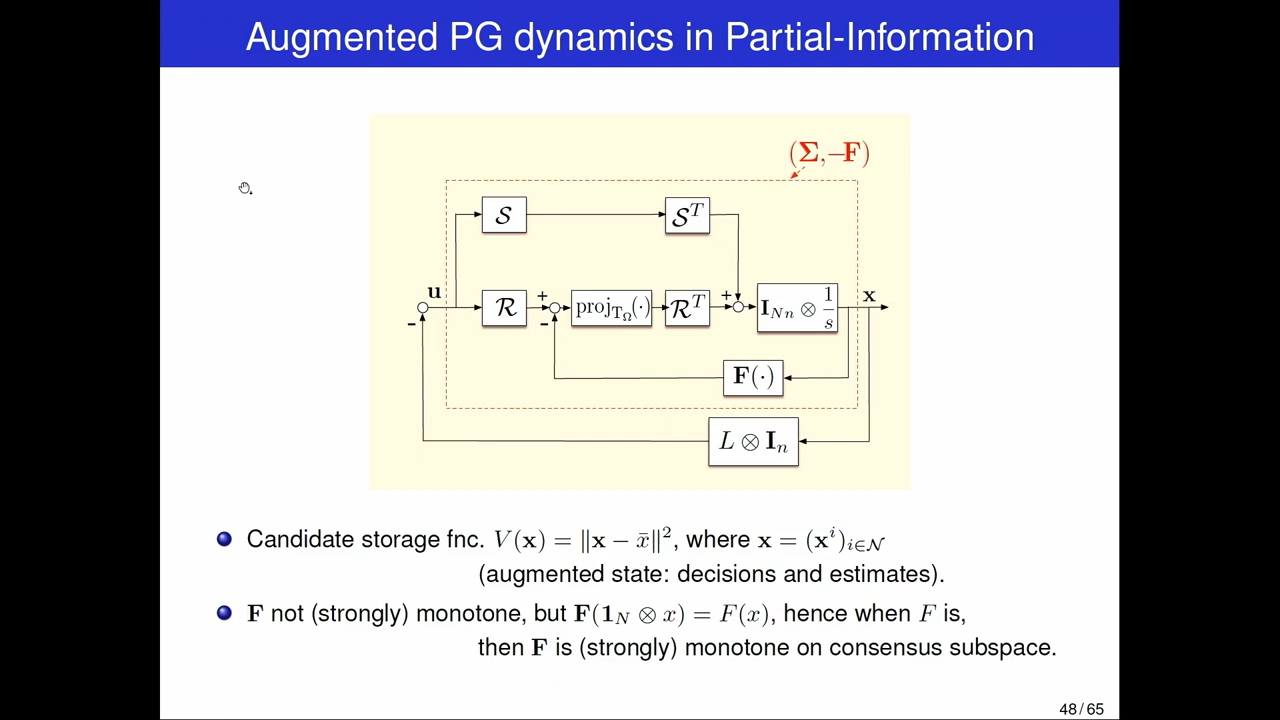 Augmented PG dynamics in Partial-Information
(Σ,−F)
𝒮
𝒮ᵀ
u
+
ℛ
-
proj_{T_Ω}(·)
ℛᵀ
+
I_{Nn} ⊗ 1/s
x
-
F(·)
L ⊗ I_n
Candidate storage fnc. V(x) = ‖x − x̄‖², where x = (xⁱ)_{i∈𝒩}
(augmented state: decisions and estimates).
F not (strongly) monotone, but F(1_N ⊗ x) = F(x), hence when F is,
then F is (strongly) monotone on consensus subspace.
48 / 65